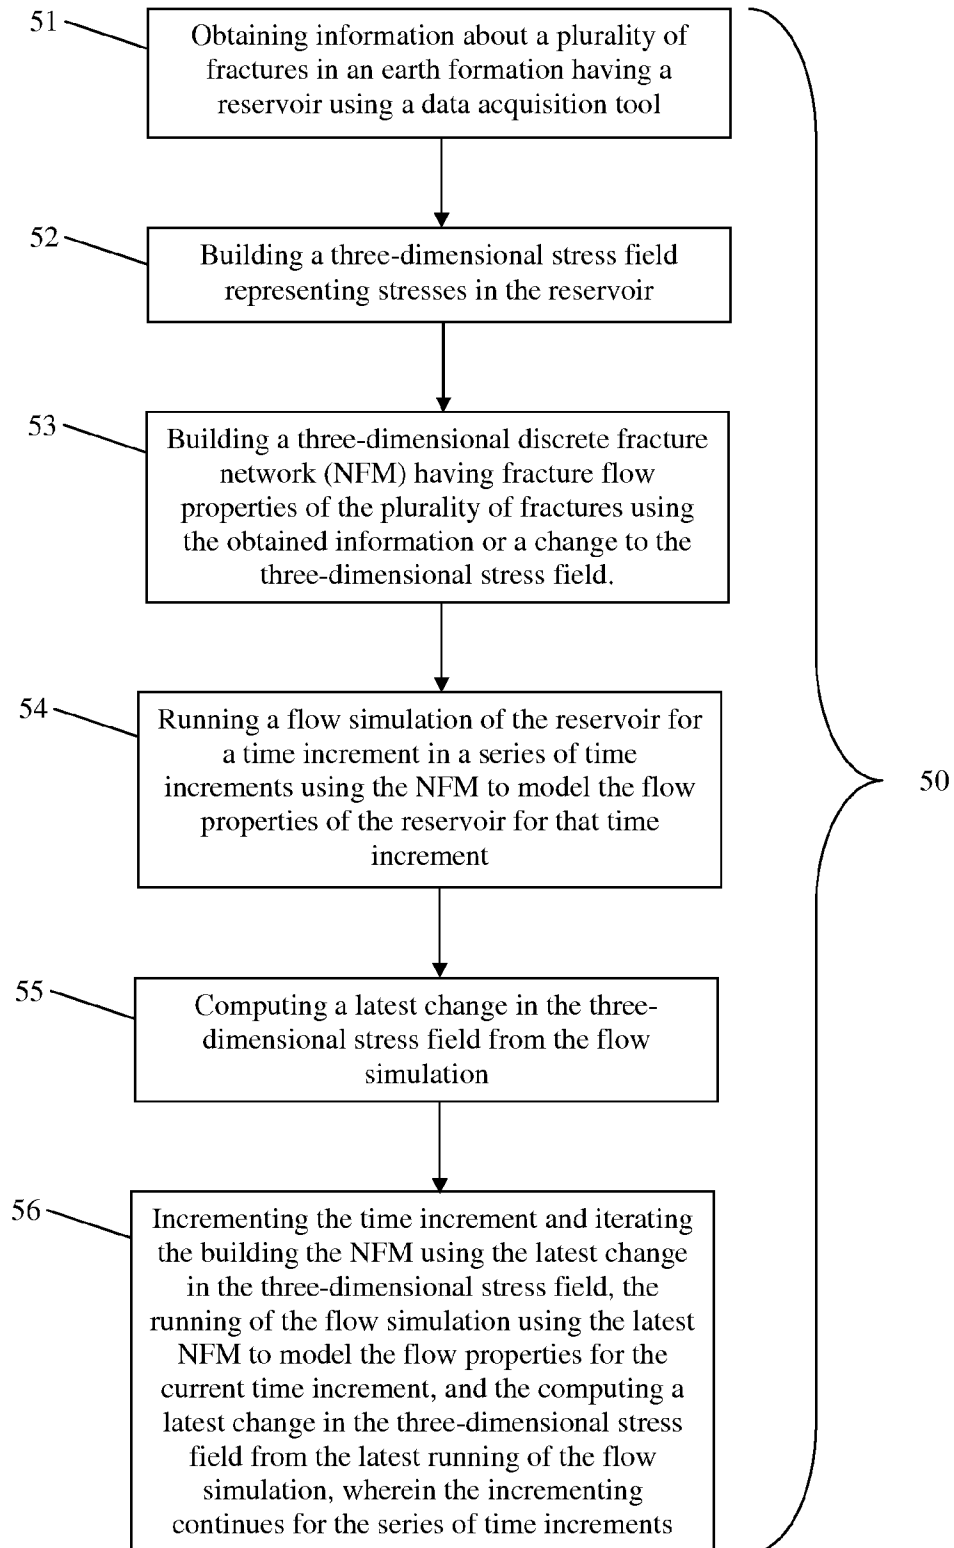 51
Obtaining information about a plurality of
fractures in an earth formation having a
reservoir using a data acquisition tool
52
Building a three-dimensional stress field
representing stresses in the reservoir
53
Building a three-dimensional discrete fracture
network (NFM) having fracture flow
properties of the plurality of fractures using
the obtained information or a change to the
three-dimensional stress field.
54
Running a flow simulation of the reservoir for
a time increment in a series of time
increments using the NFM to model the flow
properties of the reservoir for that time
increment
50
55
Computing a latest change in the three-
dimensional stress field from the flow
simulation
56
Incrementing the time increment and iterating
the building the NFM using the latest change
in the three-dimensional stress field, the
running of the flow simulation using the latest
NFM to model the flow properties for the
current time increment, and the computing a
latest change in the three-dimensional stress
field from the latest running of the flow
simulation, wherein the incrementing
continues for the series of time increments